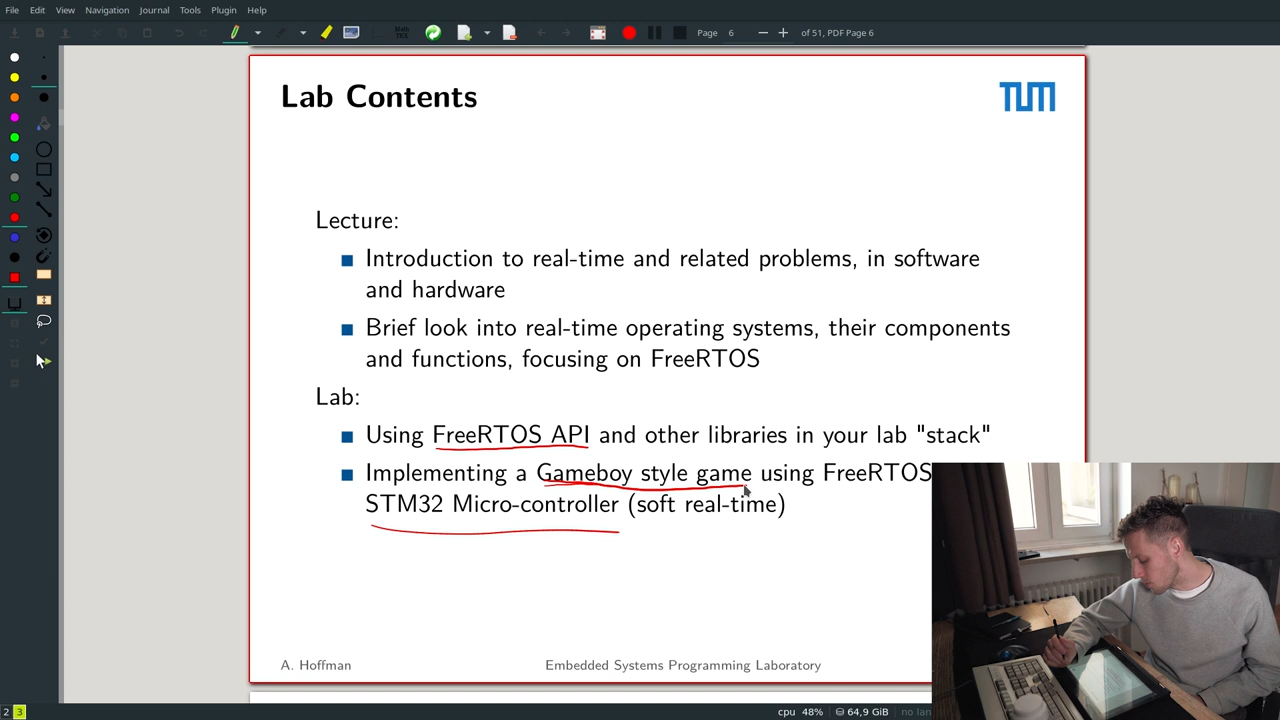 File Edit View Navigation Journal Tools Plugin Help
Page 6 of 51, PDF Page 6
Lab Contents
TUM
Lecture:
Introduction to real-time and related problems, in software
and hardware
Brief look into real-time operating systems, their components
and functions, focusing on FreeRTOS
Lab:
Using FreeRTOS API and other libraries in your lab "stack"
Implementing a Gameboy style game using FreeRTOS
STM32 Micro-controller (soft real-time)
A. Hoffman Embedded Systems Programming Laboratory
2 3 cpu 48% 64,9 GiB no lan